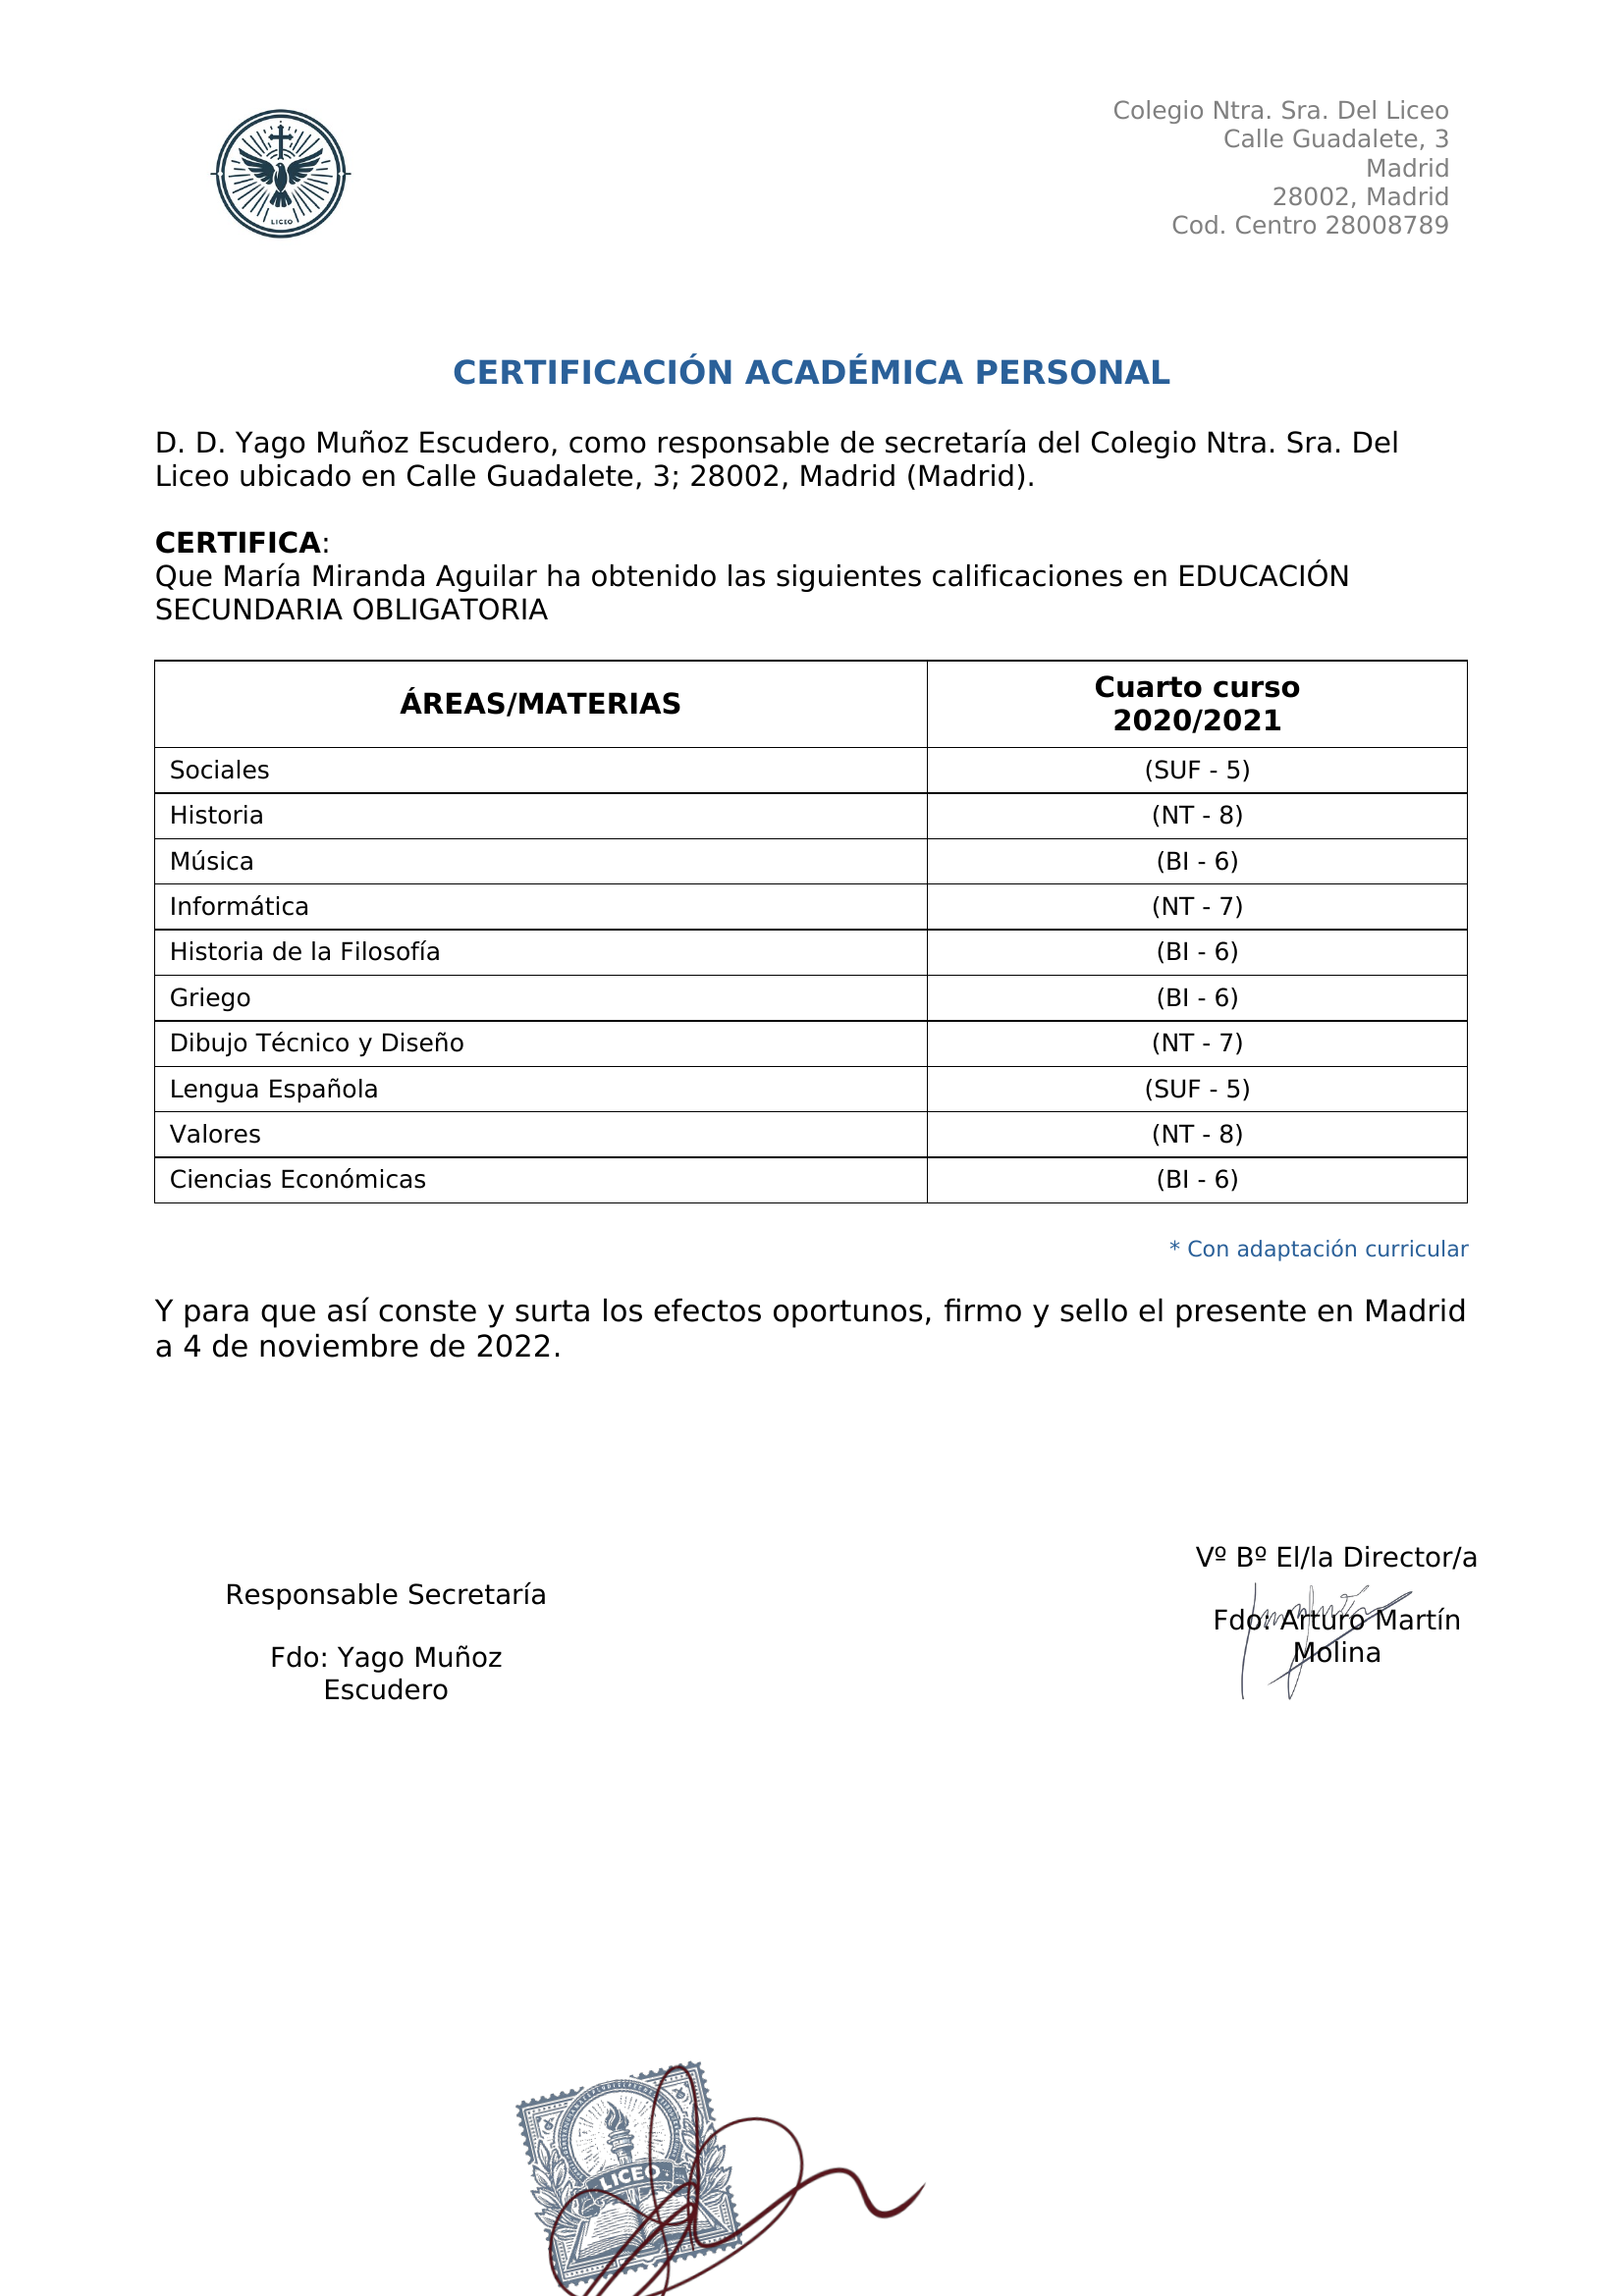 LICEO
Colegio Ntra. Sra. Del Liceo
Calle Guadalete, 3
Madrid
28002, Madrid
Cod. Centro 28008789
CERTIFICACIÓN ACADÉMICA PERSONAL
D. D. Yago Muñoz Escudero, como responsable de secretaría del Colegio Ntra. Sra. Del
Liceo ubicado en Calle Guadalete, 3; 28002, Madrid (Madrid).
CERTIFICA:
Que María Miranda Aguilar ha obtenido las siguientes calificaciones en EDUCACIÓN
SECUNDARIA OBLIGATORIA
ÁREAS/MATERIAS Cuarto curso
2020/2021
Sociales (SUF - 5)
Historia (NT - 8)
Música (BI - 6)
Informática (NT - 7)
Historia de la Filosofía (BI - 6)
Griego (BI - 6)
Dibujo Técnico y Diseño (NT - 7)
Lengua Española (SUF - 5)
Valores (NT - 8)
Ciencias Económicas (BI - 6)
* Con adaptación curricular
Y para que así conste y surta los efectos oportunos, firmo y sello el presente en Madrid
a 4 de noviembre de 2022.
Responsable Secretaría
Fdo: Yago Muñoz
Escudero
Vº Bº El/la Director/a
Fdo: Arturo Martín
Molina
LICEO